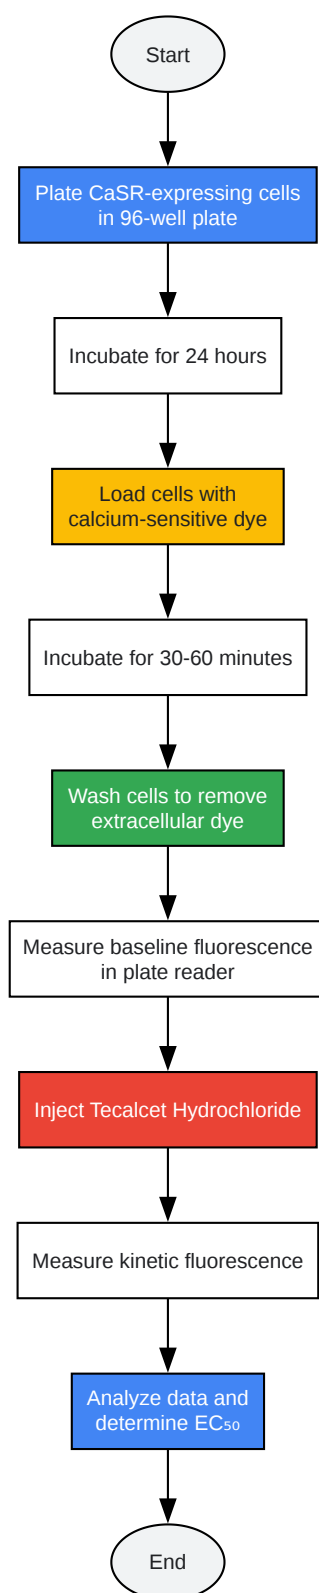 Start
Plate CaSR-expressing cells
in 96-well plate
Incubate for 24 hours
Load cells with
calcium-sensitive dye
Incubate for 30-60 minutes
Wash cells to remove
extracellular dye
Measure baseline fluorescence
in plate reader
Inject Tecalcet Hydrochloride
Measure kinetic fluorescence
Analyze data and
determine EC₅₀
End